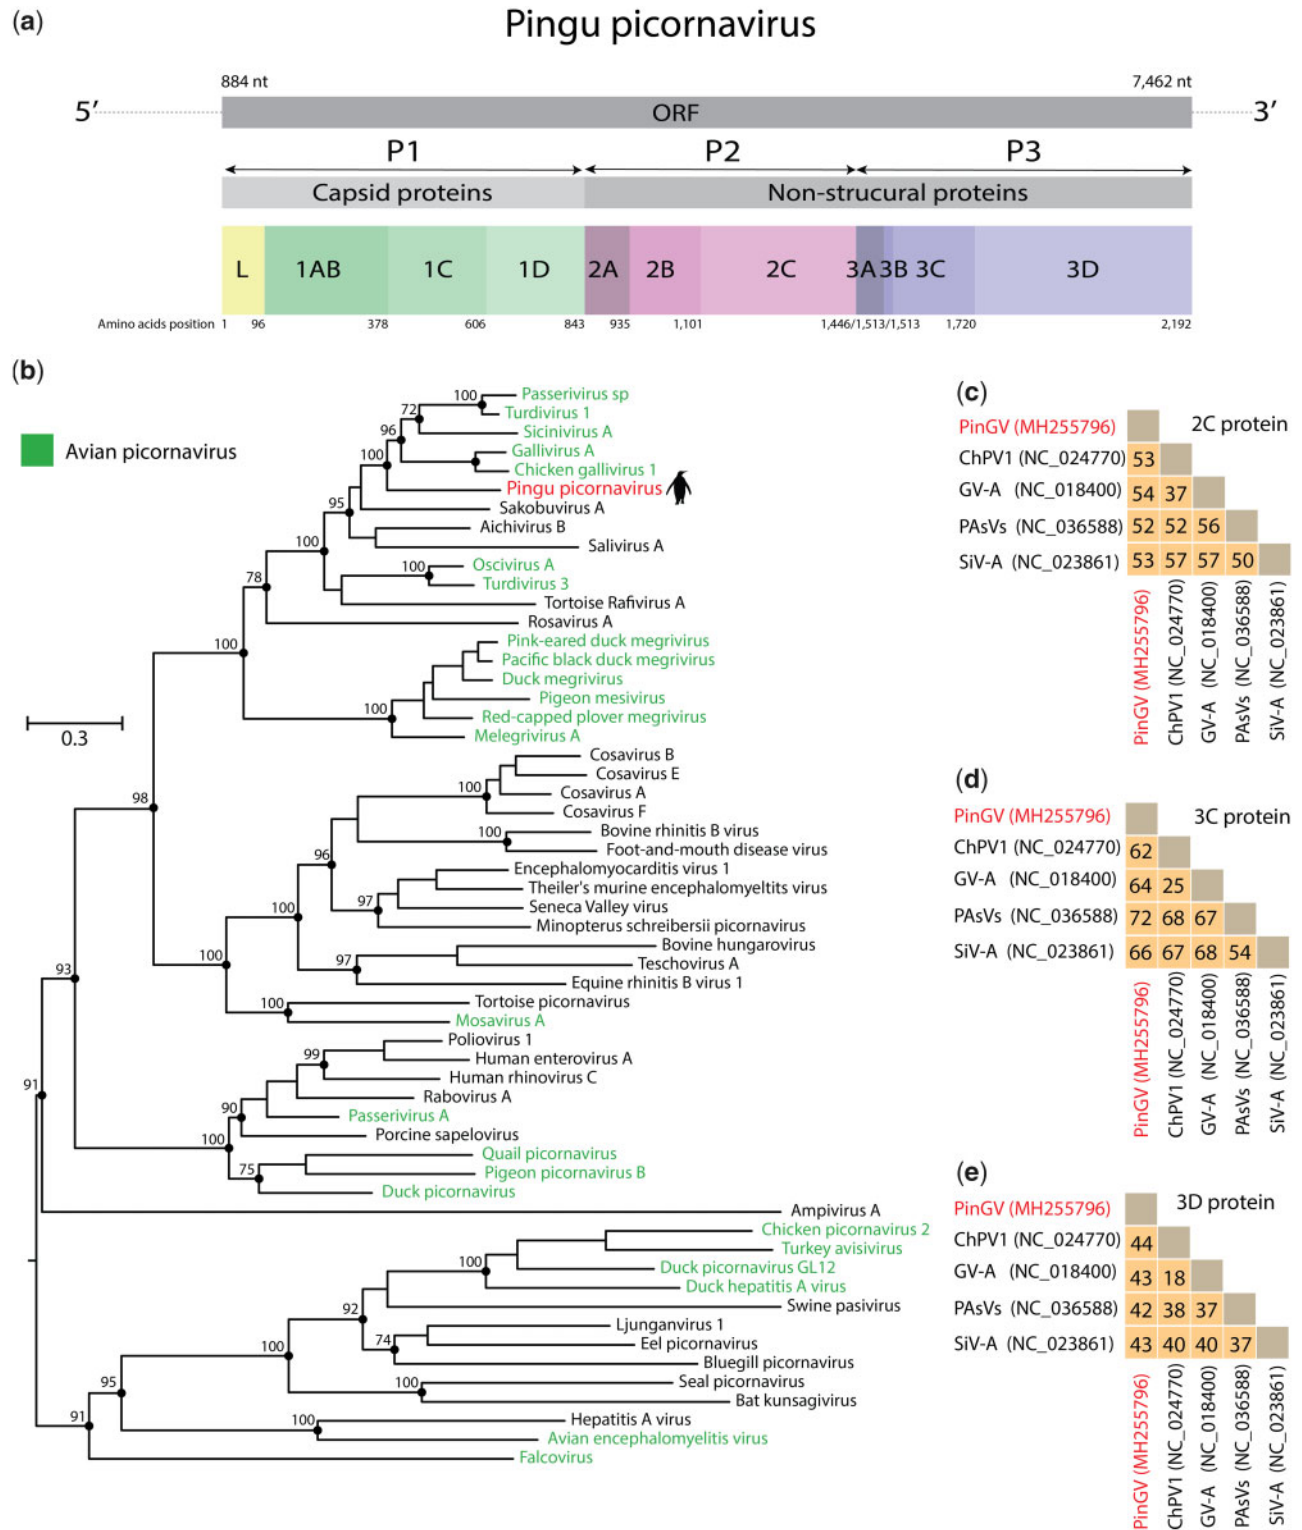 (a)
Pingu picornavirus
884 nt
7,462 nt
5′
ORF
3′
P1
P2
P3
Capsid proteins
Non-strucural proteins
L
1AB
1C
1D
2A
2B
2C
3A
3B
3C
3D
Amino acids position
1
96
378
606
843
935
1,101
1,446/1,513/1,513
1,720
2,192
(b)
Avian picornavirus
0.3
100
Passerivirus sp
72
Turdivirus 1
96
Sicinivirus A
100
Gallivirus A
Chicken gallivirus 1
Pingu picornavirus
95
Sakobuvirus A
Aichivirus B
100
Salivirus A
100
Oscivirus A
78
Turdivirus 3
Tortoise Rafivirus A
Rosavirus A
100
Pink-eared duck megrivirus
Pacific black duck megrivirus
Duck megrivirus
Pigeon mesivirus
100
Red-capped plover megrivirus
Melegrivirus A
Cosavirus B
Cosavirus E
100
Cosavirus A
98
Cosavirus F
100
Bovine rhinitis B virus
Foot-and-mouth disease virus
96
Encephalomyocarditis virus 1
Theiler's murine encephalomyeltits virus
97
Seneca Valley virus
100
Minopterus schreibersii picornavirus
Bovine hungarovirus
100
97
Teschovirus A
93
Equine rhinitis B virus 1
100
Tortoise picornavirus
Mosavirus A
Poliovirus 1
99
Human enterovirus A
Human rhinovirus C
91
Rabovirus A
90
Passerivirus A
100
Porcine sapelovirus
Quail picornavirus
75
Pigeon picornavirus B
Duck picornavirus
Ampivirus A
Chicken picornavirus 2
Turkey avisivirus
100
Duck picornavirus GL12
Duck hepatitis A virus
92
Swine pasivirus
Ljunganvirus 1
74
Eel picornavirus
100
Bluegill picornavirus
Seal picornavirus
95
100
Bat kunsagivirus
91
100
Hepatitis A virus
Avian encephalomyelitis virus
Falcovirus
(c)
2C protein
PinGV (MH255796)
ChPV1 (NC_024770) 53
GV-A (NC_018400) 54 37
PAsVs (NC_036588) 52 52 56
SiV-A (NC_023861) 53 57 57 50
PinGV (MH255796)
ChPV1 (NC_024770)
GV-A (NC_018400)
PAsVs (NC_036588)
SiV-A (NC_023861)
(d)
3C protein
PinGV (MH255796)
ChPV1 (NC_024770) 62
GV-A (NC_018400) 64 25
PAsVs (NC_036588) 72 68 67
SiV-A (NC_023861) 66 67 68 54
PinGV (MH255796)
ChPV1 (NC_024770)
GV-A (NC_018400)
PAsVs (NC_036588)
SiV-A (NC_023861)
(e)
3D protein
PinGV (MH255796)
ChPV1 (NC_024770) 44
GV-A (NC_018400) 43 18
PAsVs (NC_036588) 42 38 37
SiV-A (NC_023861) 43 40 40 37
PinGV (MH255796)
ChPV1 (NC_024770)
GV-A (NC_018400)
PAsVs (NC_036588)
SiV-A (NC_023861)